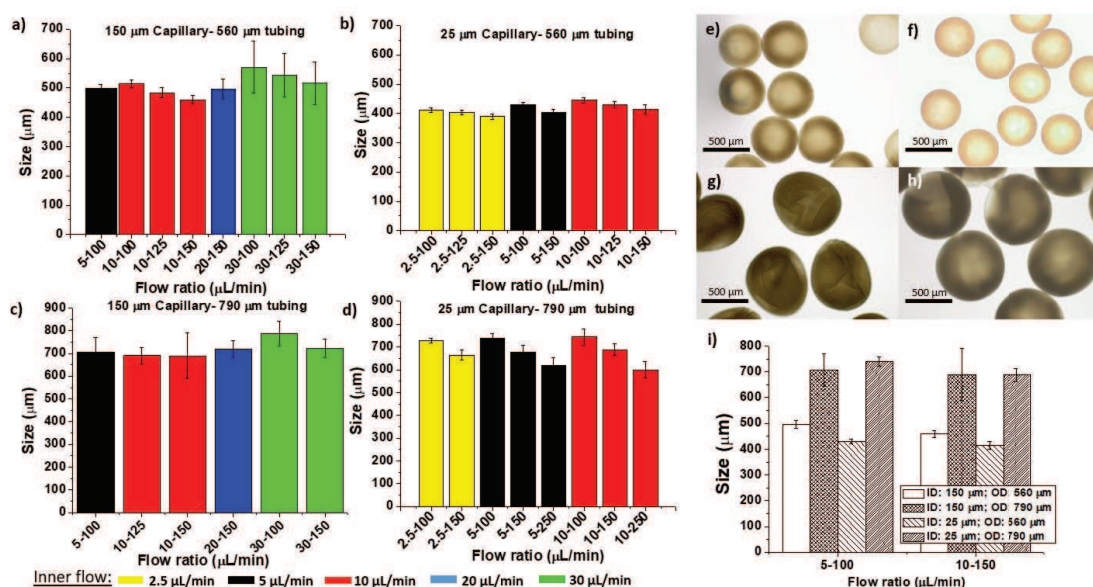 a)
150 µm Capillary- 560 µm tubing
Size (µm)
700
600
500
400
300
200
100
0
5-100
10-100
10-125
10-150
20-150
30-100
30-125
30-150
Flow ratio (µL/min)
b)
25 µm Capillary- 560 µm tubing
Size (µm)
700
600
500
400
300
200
100
0
2.5-100
2.5-125
2.5-150
5-100
5-150
10-100
10-125
10-150
Flow ratio (µL/min)
c)
150 µm Capillary- 790 µm tubing
Size (µm)
900
800
700
600
500
400
300
200
100
0
5-100
10-125
10-150
20-150
30-100
30-150
Flow ratio (µL/min)
d)
25 µm Capillary- 790 µm tubing
Size (µm)
800
700
600
500
400
300
200
100
0
2.5-100
2.5-150
5-100
5-150
5-250
10-100
10-150
10-250
Flow ratio (µL/min)
Inner flow:
2.5 µL/min
5 µL/min
10 µL/min
20 µL/min
30 µL/min
e)
500 µm
f)
500 µm
g)
500 µm
h)
500 µm
i)
Size (µm)
800
700
600
500
400
300
200
100
0
ID: 150 µm; OD: 560 µm
ID: 150 µm; OD: 790 µm
ID: 25 µm; OD: 560 µm
ID: 25 µm; OD: 790 µm
5-100
10-150
Flow ratio (µL/min)